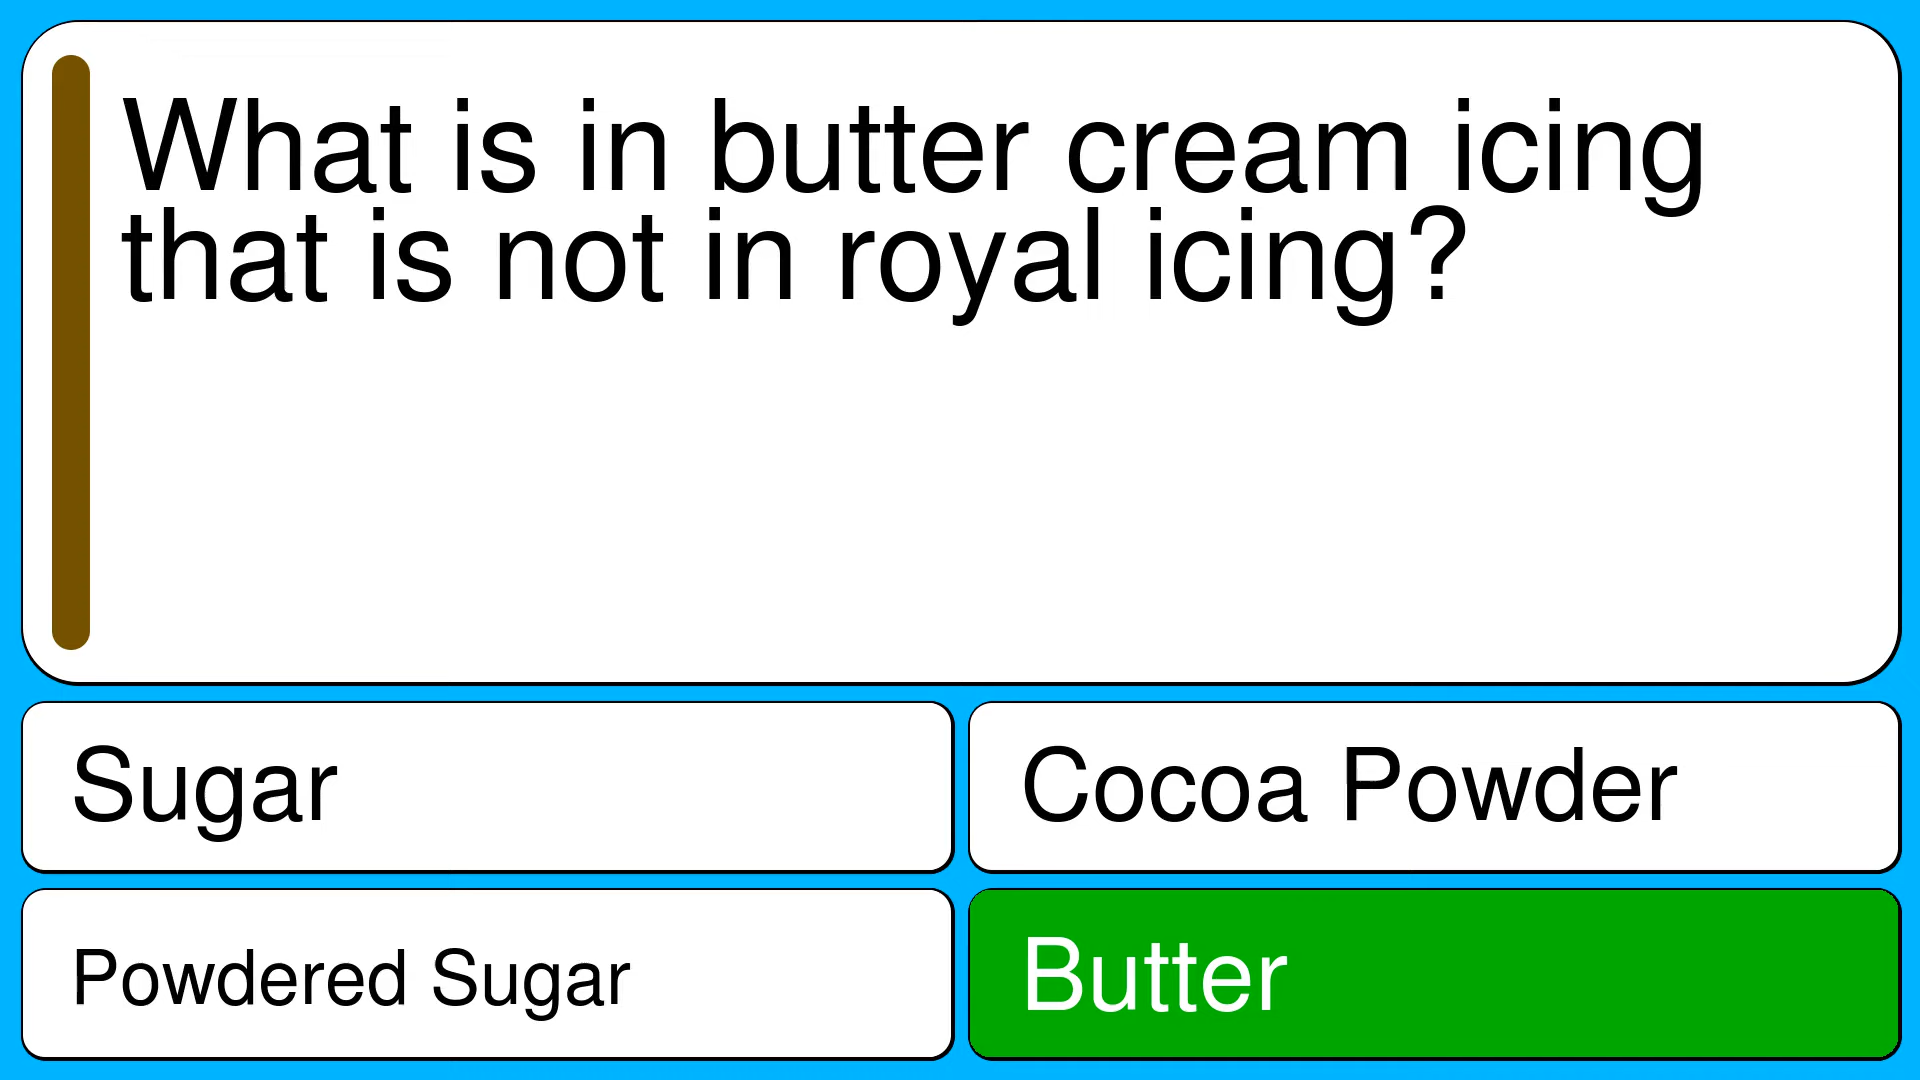 What is in butter cream icing
that is not in royal icing?
Sugar
Cocoa Powder
Powdered Sugar
Butter